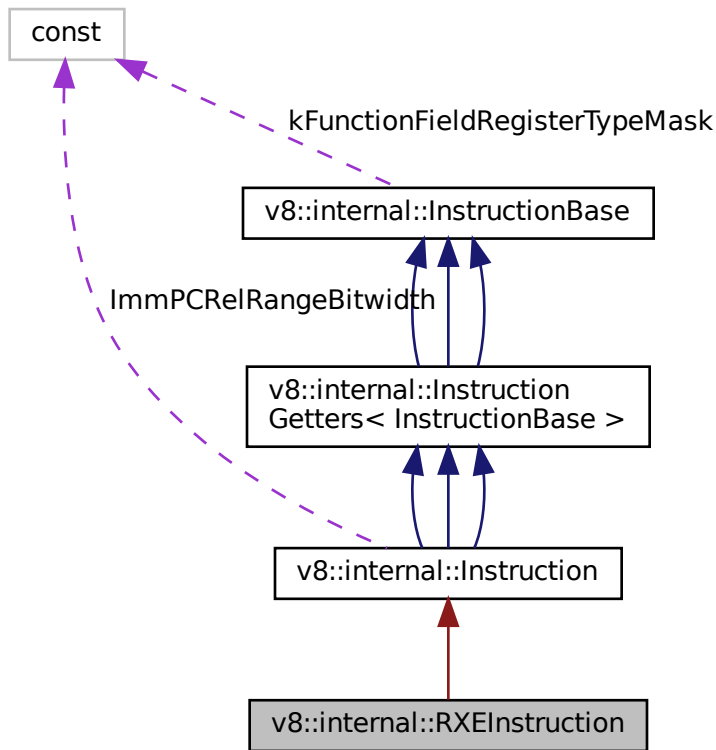 const
kFunctionFieldRegisterTypeMask
v8::internal::InstructionBase
ImmPCRelRangeBitwidth
v8::internal::Instruction
Getters< InstructionBase >
v8::internal::Instruction
v8::internal::RXEInstruction